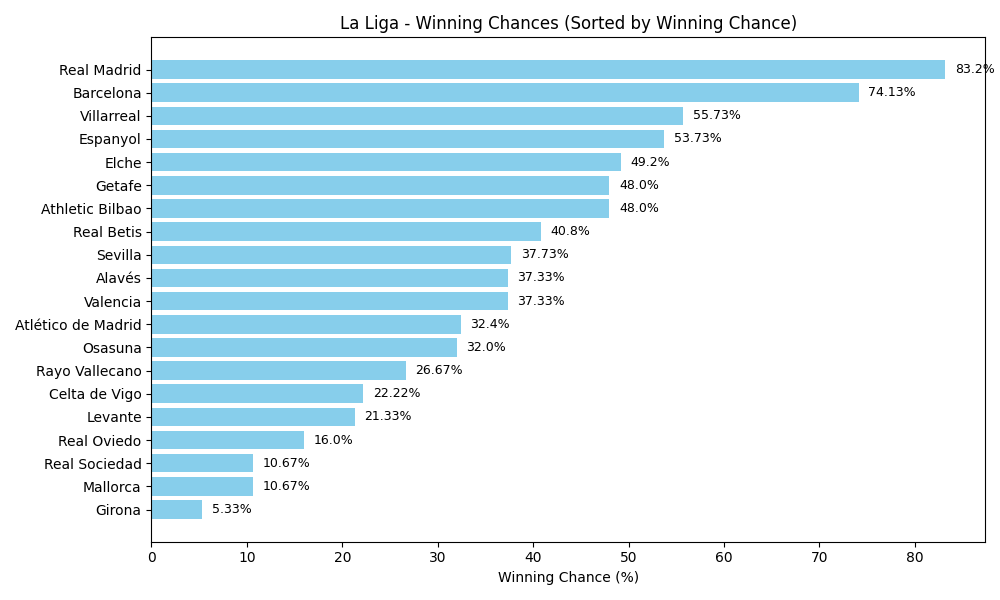 La Liga - Winning Chances (Sorted by Winning Chance)
Real Madrid 83.2%
Barcelona 74.13%
Villarreal 55.73%
Espanyol 53.73%
Elche 49.2%
Getafe 48.0%
Athletic Bilbao 48.0%
Real Betis 40.8%
Sevilla 37.73%
Alavés 37.33%
Valencia 37.33%
Atlético de Madrid 32.4%
Osasuna 32.0%
Rayo Vallecano 26.67%
Celta de Vigo 22.22%
Levante 21.33%
Real Oviedo 16.0%
Real Sociedad 10.67%
Mallorca 10.67%
Girona 5.33%
0 10 20 30 40 50 60 70 80
Winning Chance (%)